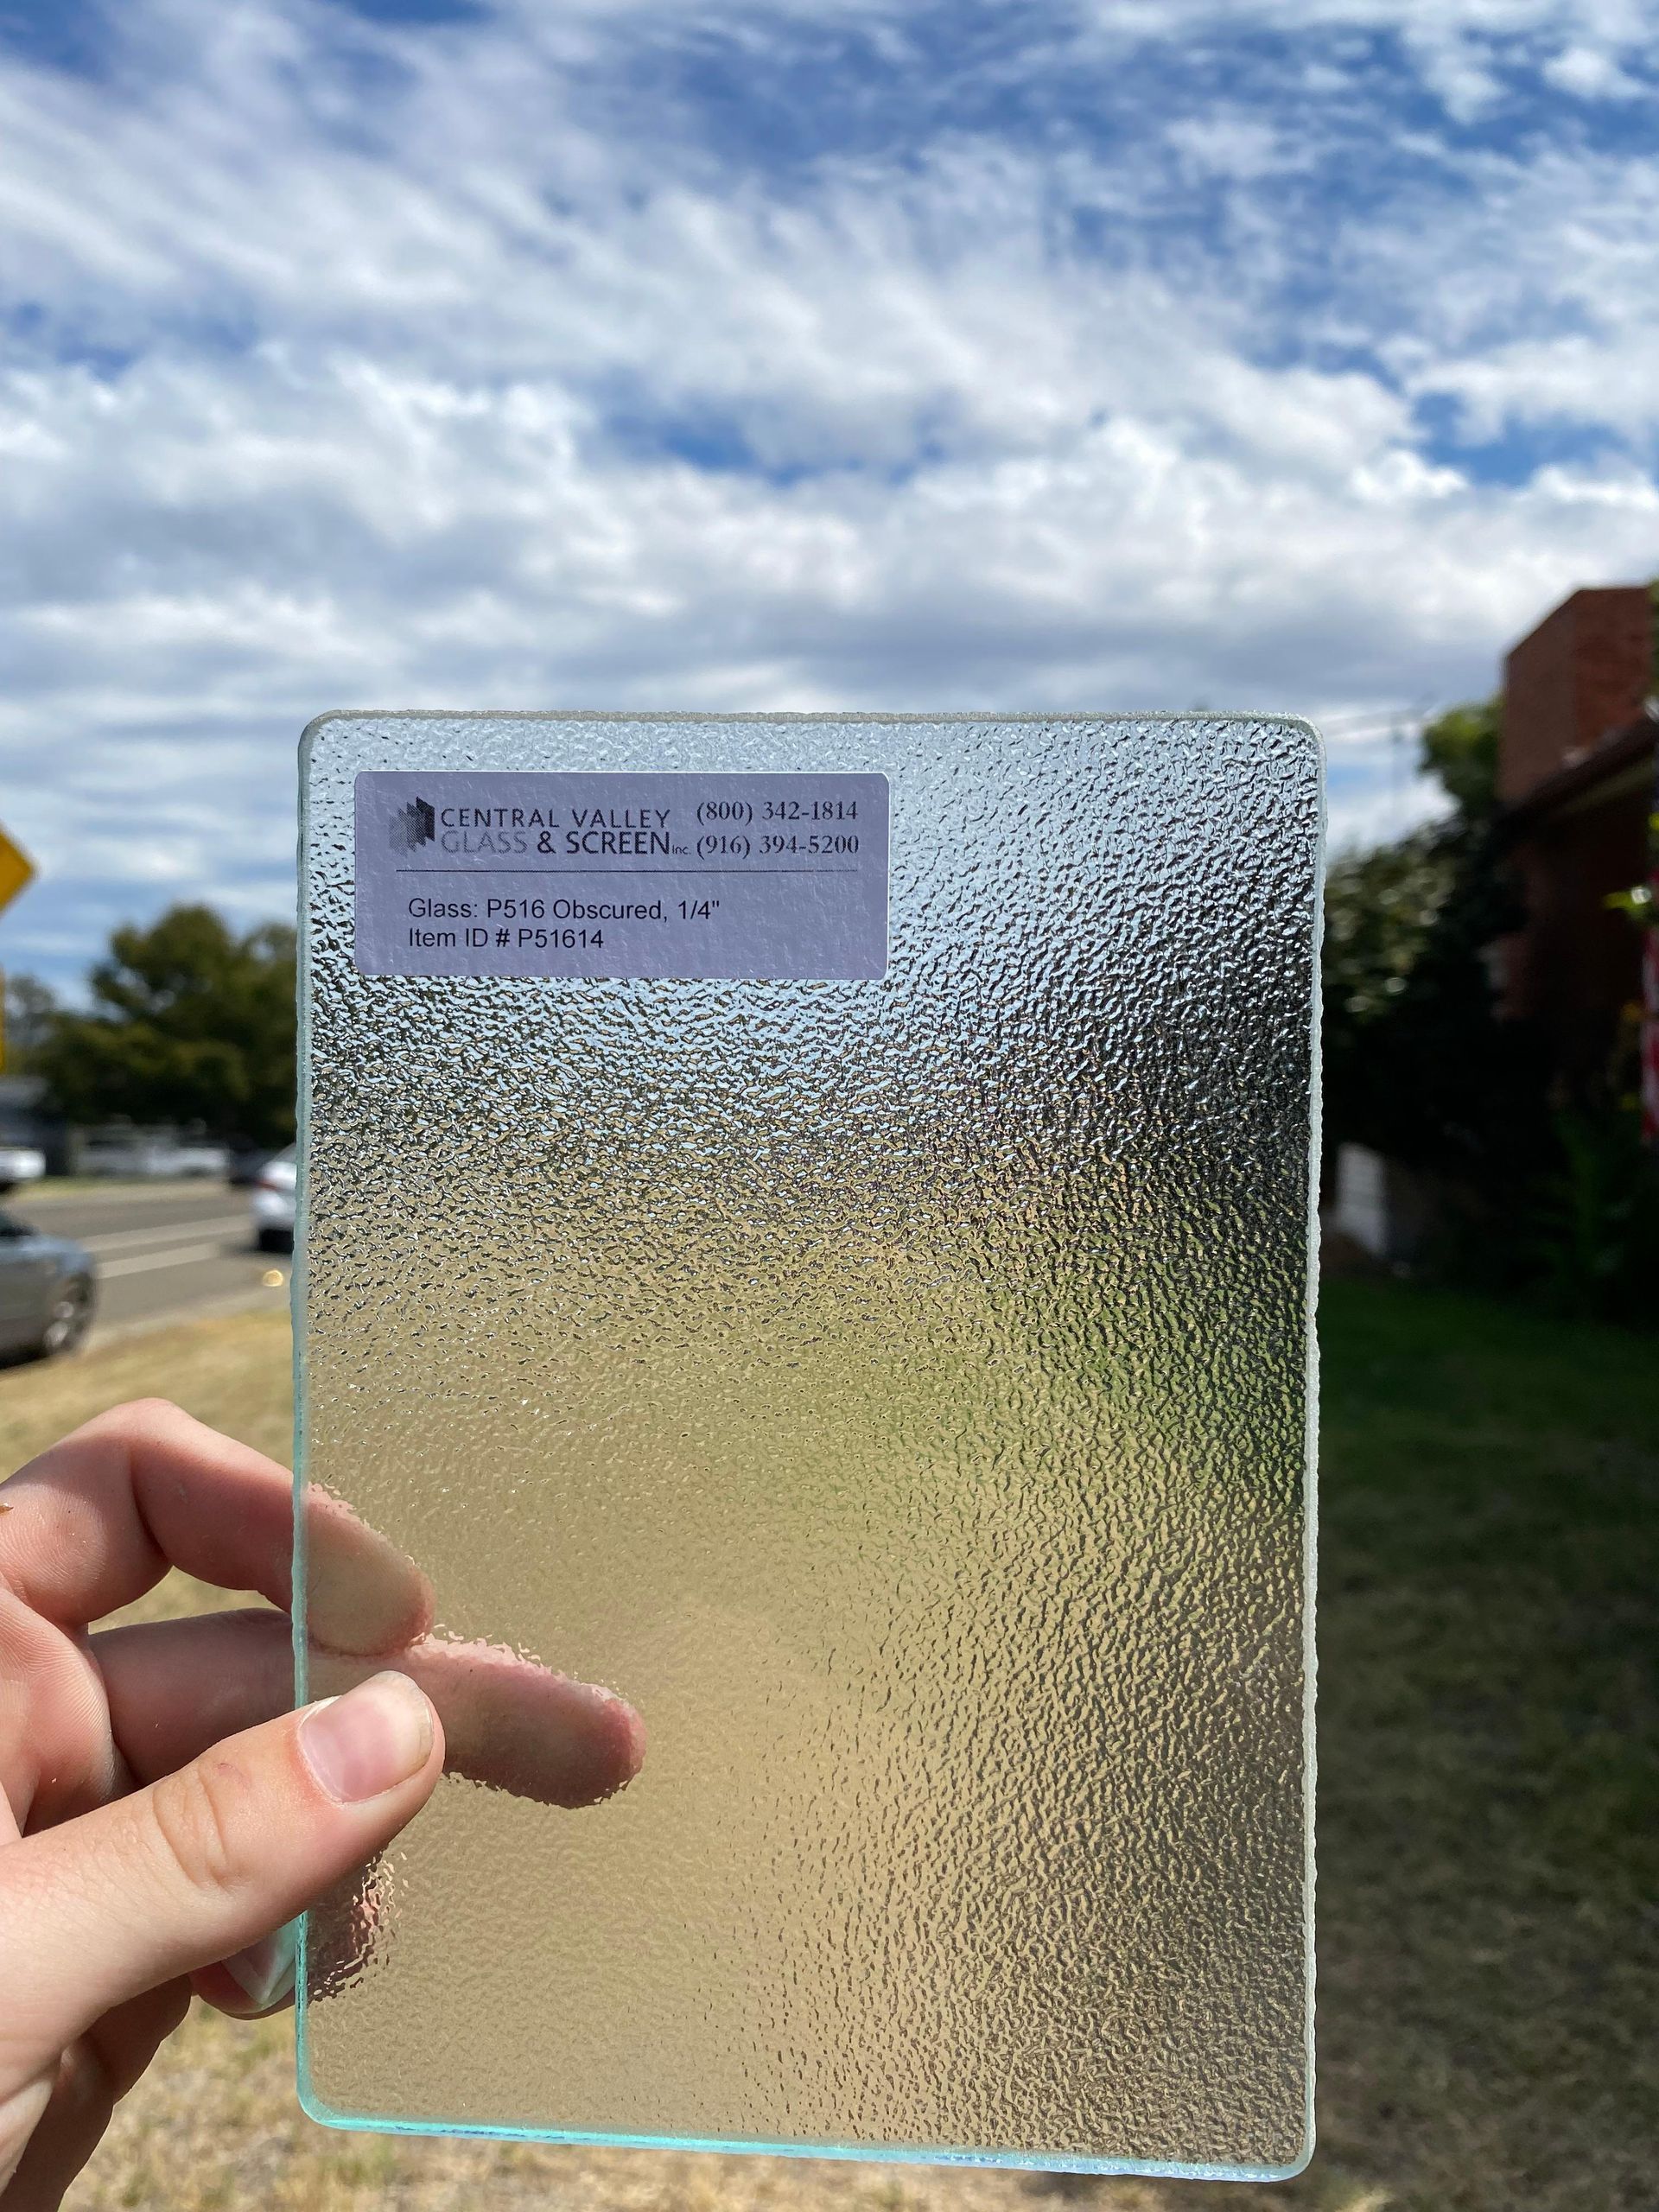 CENTRAL VALLEY (800) 342-1814
GLASS & SCREEN inc. (916) 394-5200
Glass: P516 Obscured, 1/4"
Item ID # P51614